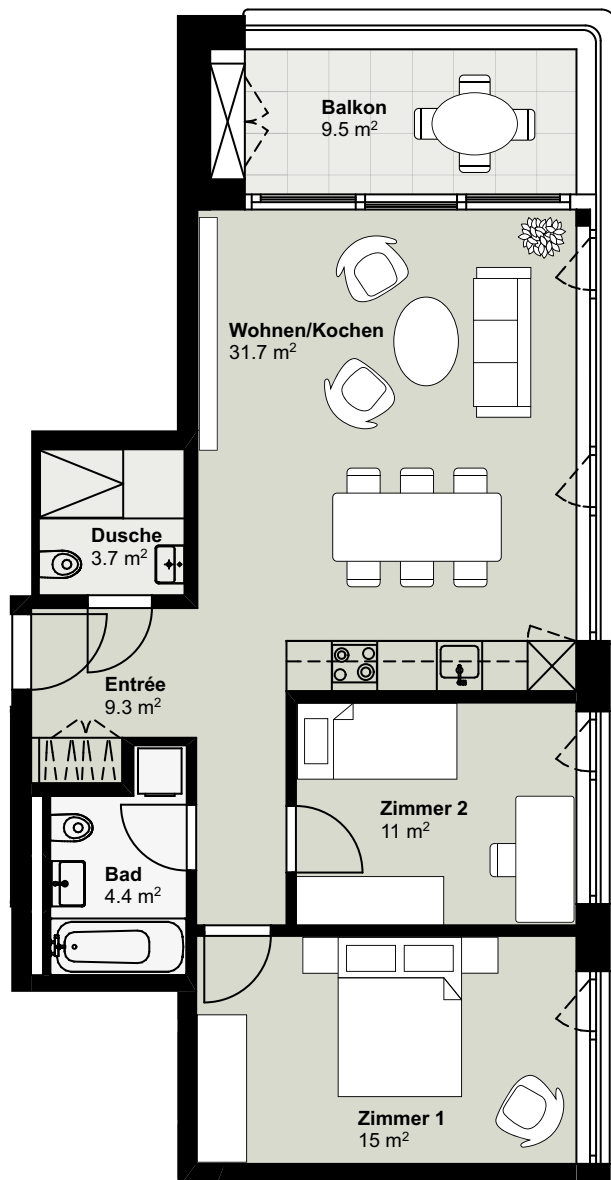 Balkon
9.5 m²
Wohnen/Kochen
31.7 m²
Dusche
3.7 m²
Entrée
9.3 m²
Zimmer 2
11 m²
Bad
4.4 m²
Zimmer 1
15 m²